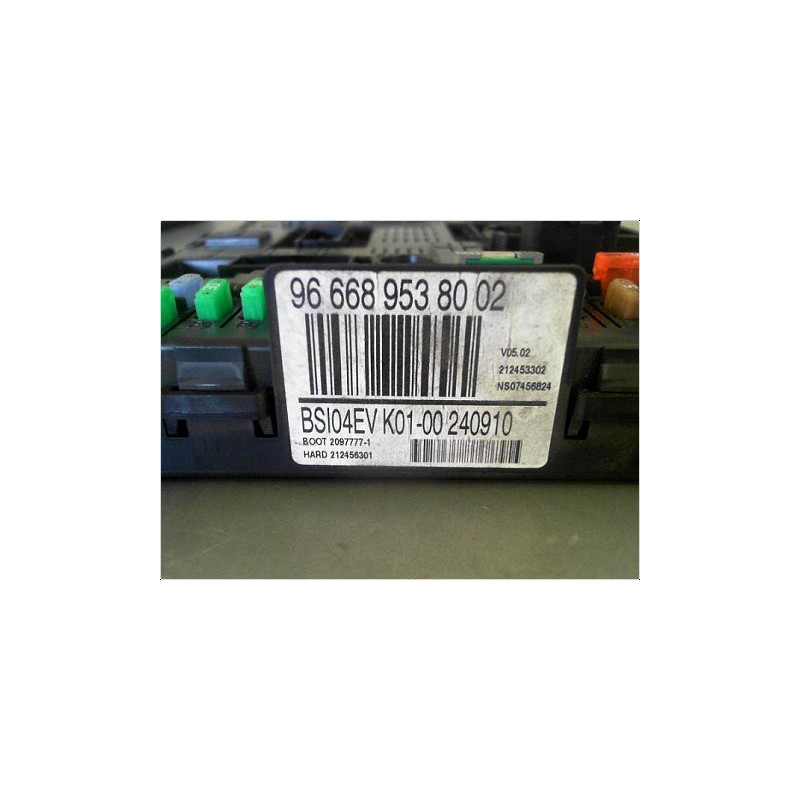 96 668 953 80 02
V05.02
212453302
NS07456824
BSI04EV K01-00 240910
BOOT 2097777-1
HARD 212456301